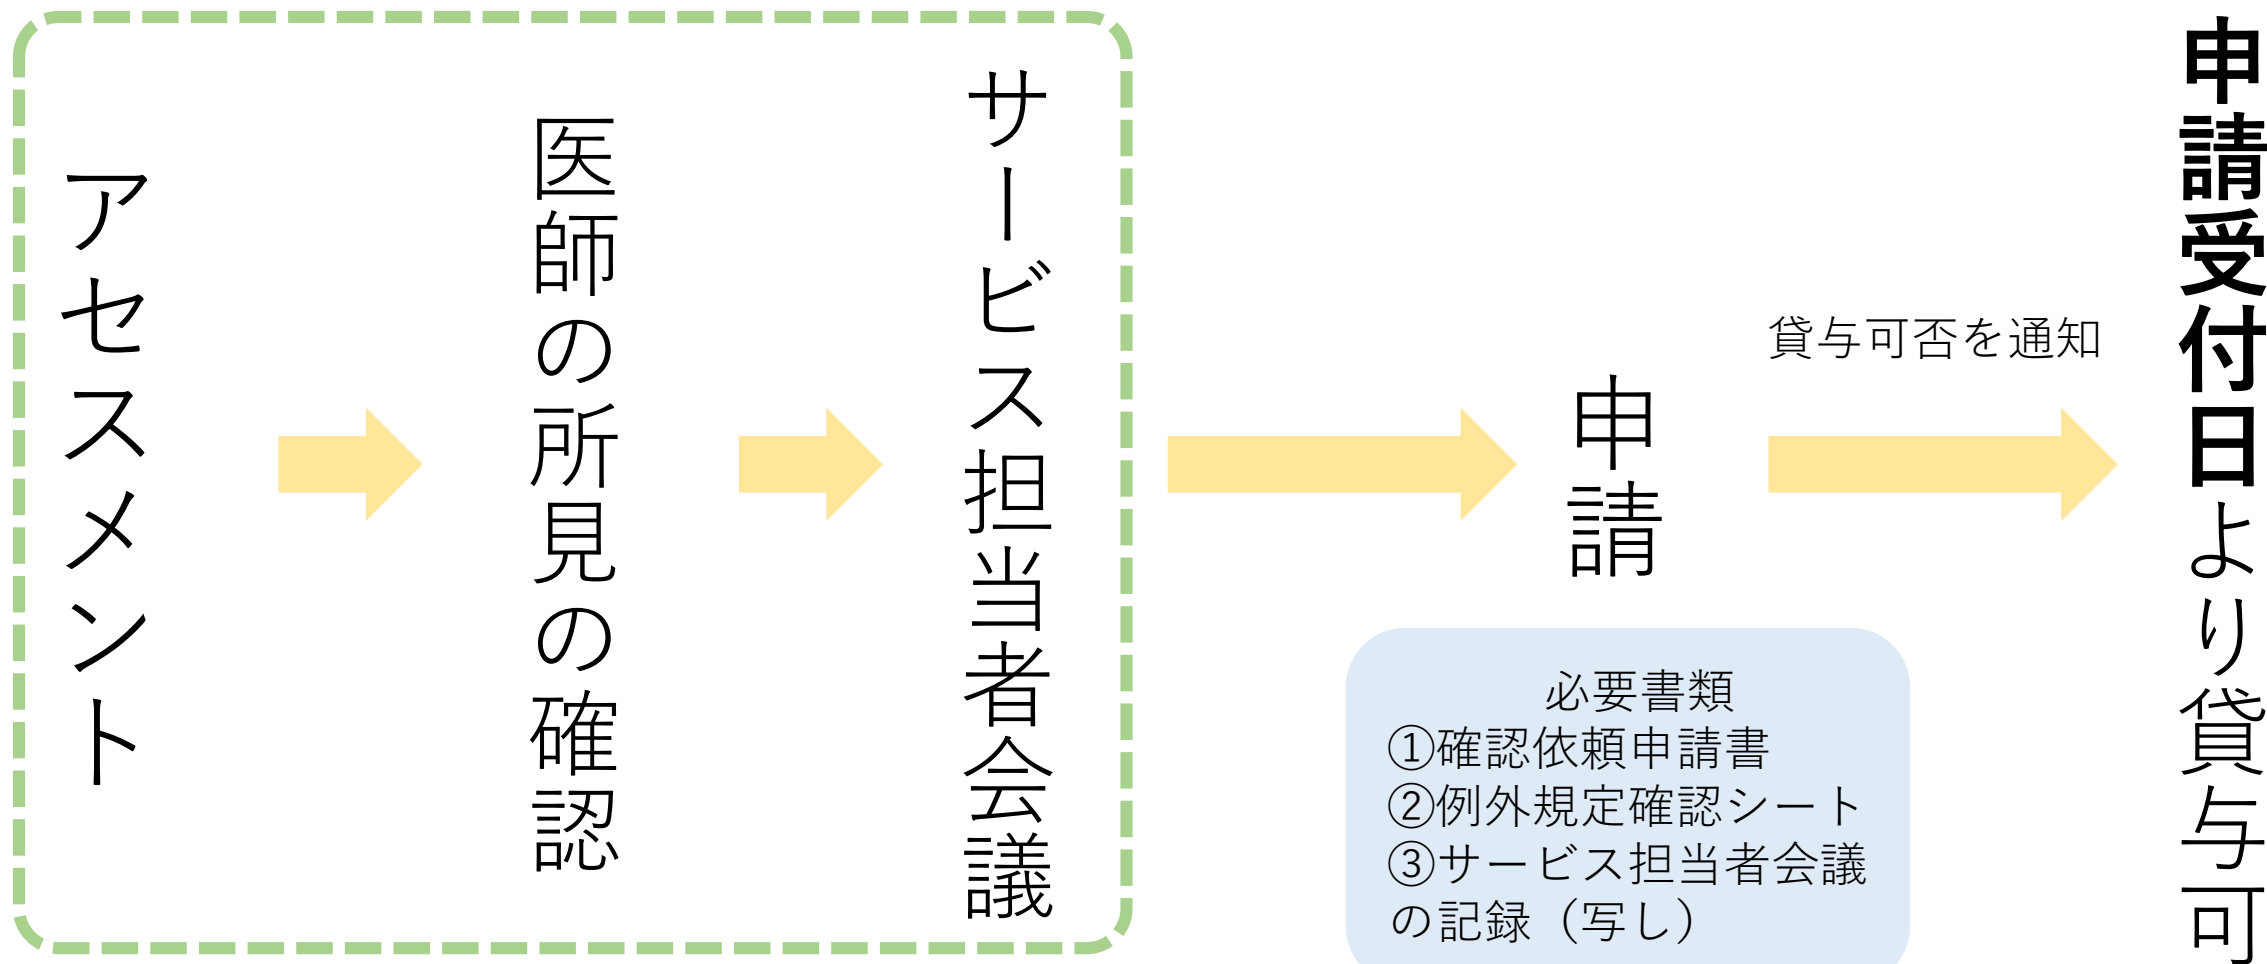 アセスメント
医師の所見の確認
サービス担当者会議
申請
必要書類
①確認依頼申請書
②例外規定確認シート
③サービス担当者会議
の記録（写し）
貸与可否を通知
申請受付日より貸与可